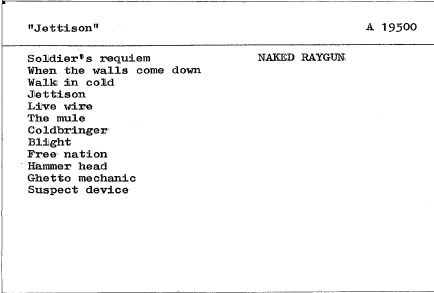 "Jettison" A 19500
Soldier's requiem NAKED RAYGUN
When the walls come down
Walk in cold
Jettison
Live wire
The mule
Coldbringer
Blight
Free nation
Hammer head
Ghetto mechanic
Suspect device